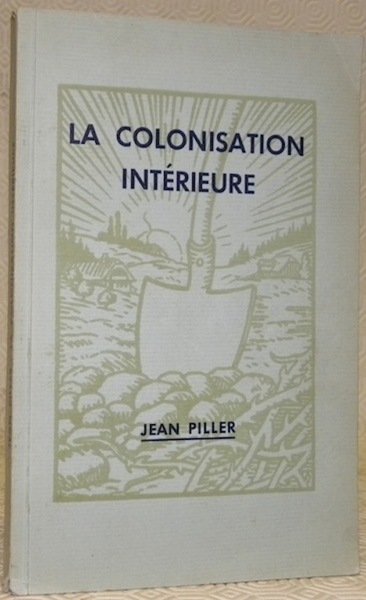 LA COLONISATION
INTÉRIEURE
JEAN PILLER